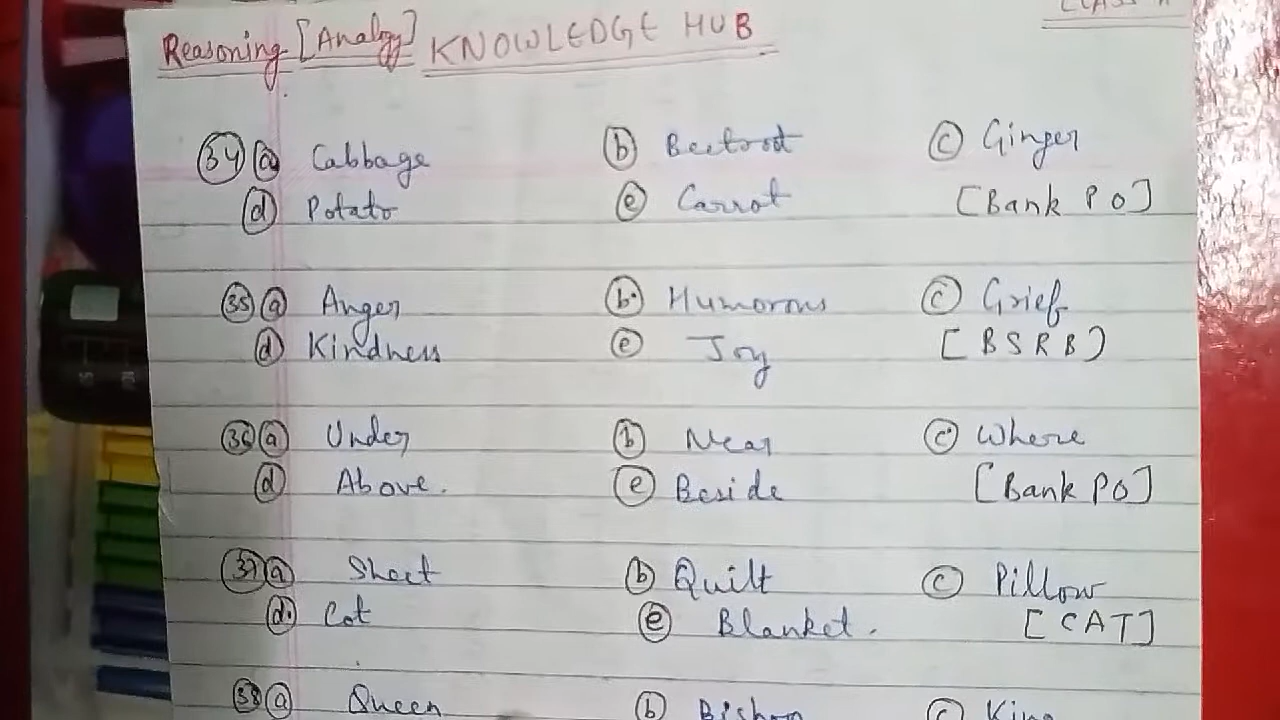 Reasoning [Analogy] KNOWLEDGE HUB
34 a Cabbage b Beetroot c Ginger
d Potato e Carrot [Bank PO]
35 a Anger b Humorous c Grief
d Kindness e Joy [BSRB]
36 a Under b Near c Where
d Above. e Beside [Bank PO]
37 a Sheet b Quilt c Pillow
d Cot e Blanket. [CAT]
38 a Queen b Bishop c King